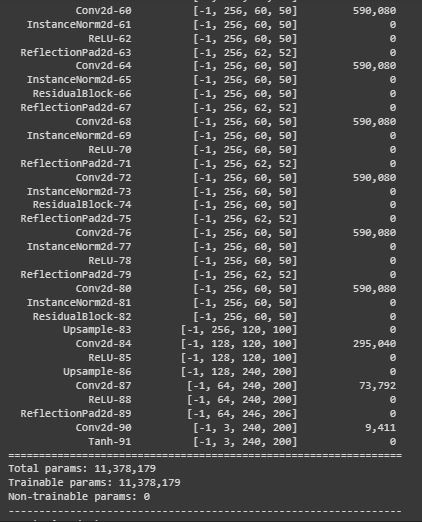 Conv2d-60 [-1, 256, 60, 50] 590,080
InstanceNorm2d-61 [-1, 256, 60, 50] 0
ReLU-62 [-1, 256, 60, 50] 0
ReflectionPad2d-63 [-1, 256, 62, 52] 0
Conv2d-64 [-1, 256, 60, 50] 590,080
InstanceNorm2d-65 [-1, 256, 60, 50] 0
ResidualBlock-66 [-1, 256, 60, 50] 0
ReflectionPad2d-67 [-1, 256, 62, 52] 0
Conv2d-68 [-1, 256, 60, 50] 590,080
InstanceNorm2d-69 [-1, 256, 60, 50] 0
ReLU-70 [-1, 256, 60, 50] 0
ReflectionPad2d-71 [-1, 256, 62, 52] 0
Conv2d-72 [-1, 256, 60, 50] 590,080
InstanceNorm2d-73 [-1, 256, 60, 50] 0
ResidualBlock-74 [-1, 256, 60, 50] 0
ReflectionPad2d-75 [-1, 256, 62, 52] 0
Conv2d-76 [-1, 256, 60, 50] 590,080
InstanceNorm2d-77 [-1, 256, 60, 50] 0
ReLU-78 [-1, 256, 60, 50] 0
ReflectionPad2d-79 [-1, 256, 62, 52] 0
Conv2d-80 [-1, 256, 60, 50] 590,080
InstanceNorm2d-81 [-1, 256, 60, 50] 0
ResidualBlock-82 [-1, 256, 60, 50] 0
Upsample-83 [-1, 256, 120, 100] 0
Conv2d-84 [-1, 128, 120, 100] 295,040
ReLU-85 [-1, 128, 120, 100] 0
Upsample-86 [-1, 128, 240, 200] 0
Conv2d-87 [-1, 64, 240, 200] 73,792
ReLU-88 [-1, 64, 240, 200] 0
ReflectionPad2d-89 [-1, 64, 246, 206] 0
Conv2d-90 [-1, 3, 240, 200] 9,411
Tanh-91 [-1, 3, 240, 200] 0
================================================================
Total params: 11,378,179
Trainable params: 11,378,179
Non-trainable params: 0
----------------------------------------------------------------